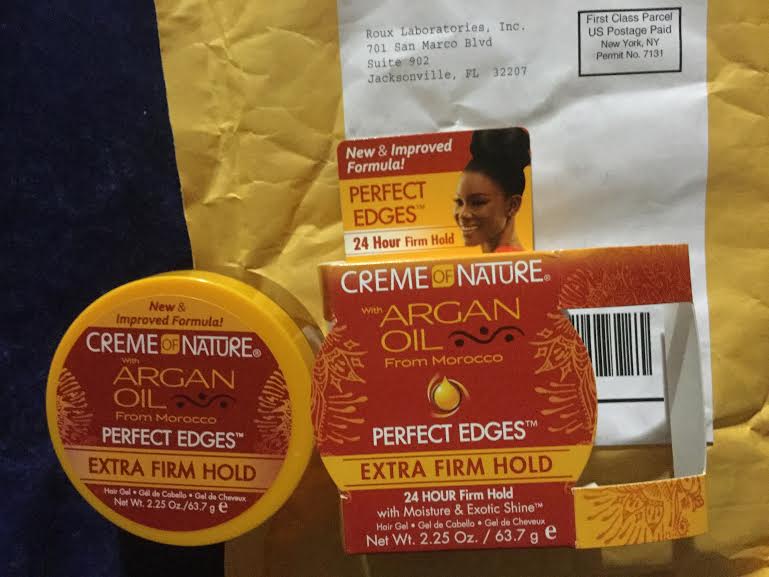 Roux Laboratories, Inc.
701 San Marco Blvd
Suite 902
Jacksonville, FL 32207
First Class Parcel
US Postage Paid
New York, NY
Permit No. 7131
New & Improved
Formula!
PERFECT
EDGES™
24 Hour Firm Hold
CREME OF NATURE®
With
ARGAN
OIL
From Morocco
PERFECT EDGES™
EXTRA FIRM HOLD
24 HOUR Firm Hold
with Moisture & Exotic Shine™
Hair Gel • Gel de Cabello • Gel de Cheveux
Net Wt. 2.25 Oz. / 63.7 g ℮
New &
Improved Formula!
CREME OF NATURE®
With
ARGAN
OIL
From Morocco
PERFECT EDGES™
EXTRA FIRM HOLD
Hair Gel • Gél de Cabello • Gel de Cheveux
Net Wt. 2.25 Oz./63.7 g ℮